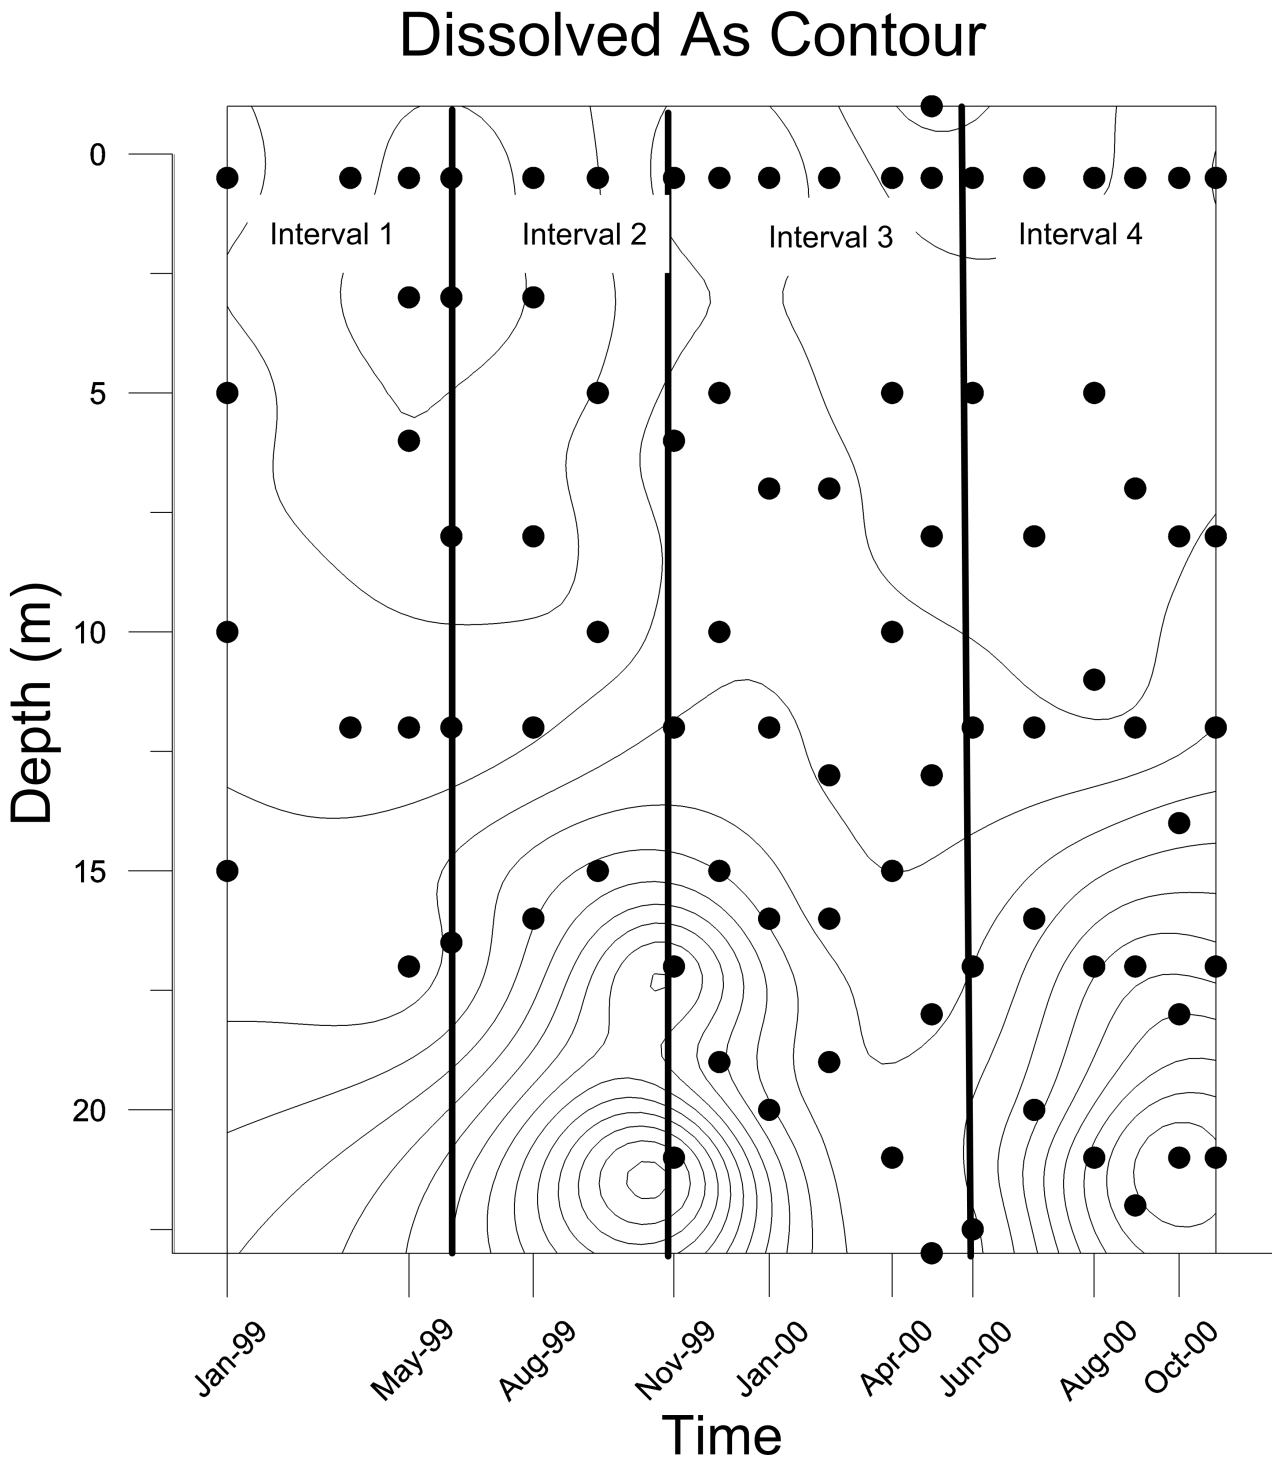 Dissolved As Contour
Interval 1
Interval 2
Interval 3
Interval 4
0
5
10
15
20
Depth (m)
Jan-99
May-99
Aug-99
Nov-99
Jan-00
Apr-00
Jun-00
Aug-00
Oct-00
Time